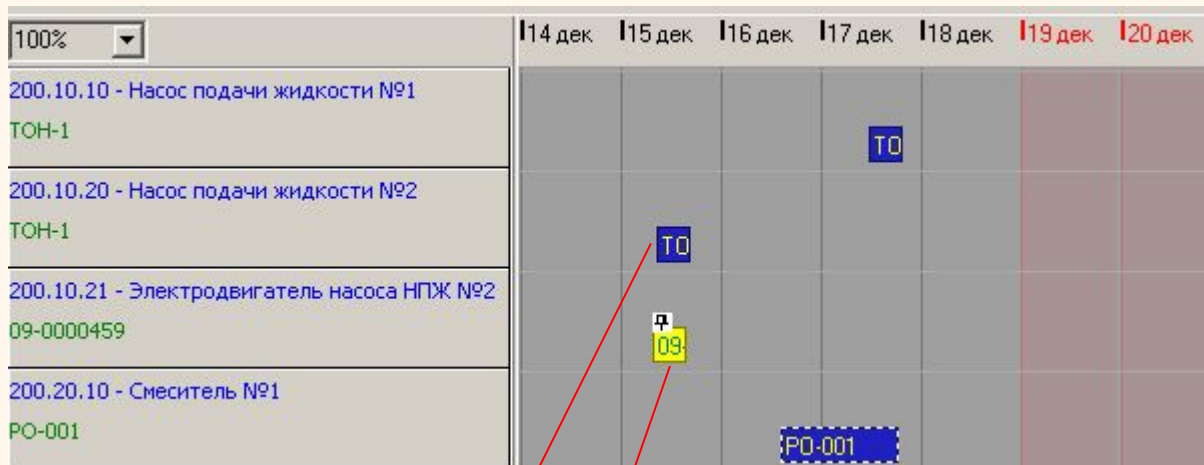 100%
14 дек 15 дек 16 дек 17 дек 18 дек 19 дек 20 дек
200.10.10 - Насос подачи жидкости №1
ТОН-1
ТО
200.10.20 - Насос подачи жидкости №2
ТОН-1
ТО
200.10.21 - Электродвигатель насоса НПЖ №2
09-0000459
09-
200.20.10 - Смеситель №1
РО-001
РО-001